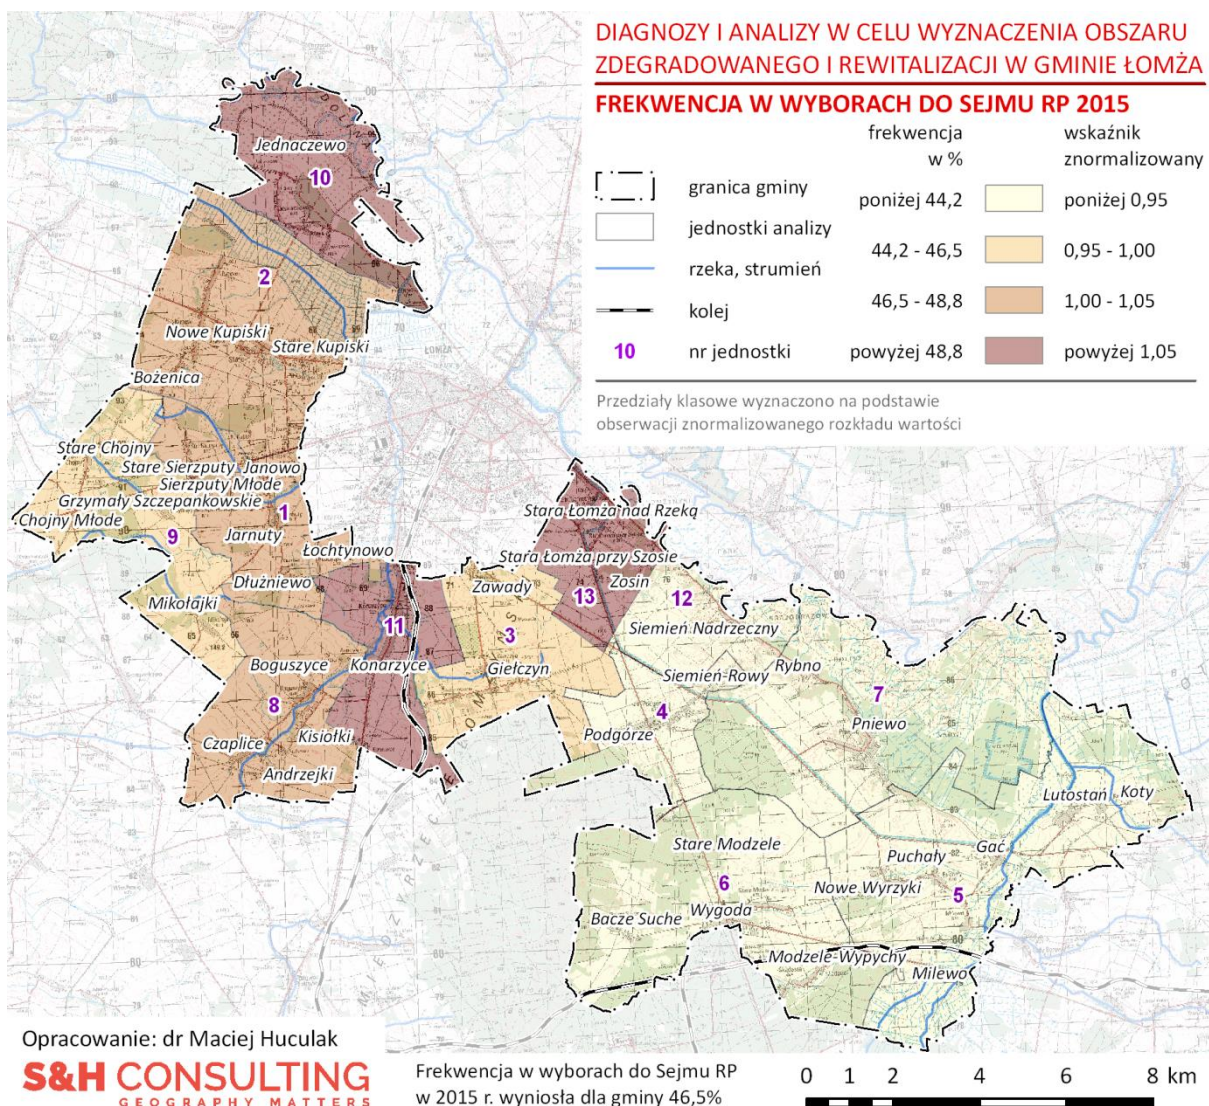 DIAGNOZY I ANALIZY W CELU WYZNACZENIA OBSZARU
ZDEGRADOWANEGO I REWITALIZACJI W GMINIE ŁOMŻA
FREKWENCJA W WYBORACH DO SEJMU RP 2015
frekwencja
w %
wskaźnik
znormalizowany
granica gminy
poniżej 44,2
poniżej 0,95
jednostki analizy
44,2 - 46,5
0,95 - 1,00
rzeka, strumień
46,5 - 48,8
1,00 - 1,05
kolej
10 nr jednostki
powyżej 48,8
powyżej 1,05
Przedziały klasowe wyznaczono na podstawie
obserwacji znormalizowanego rozkładu wartości
Jednaczewo
10
2
Nowe Kupiski
Stare Kupiski
ŁOMŻA
Bożenica
Stare Chojny
Stare Sierzputy
Janowo
Sierzputy Młode
Grzymały Szczepankowskie
Chojny Młode
1
9
Jarnuty
Łochtynowo
Dłużniewo
Mikołajki
Stara Łomża nad Rzeką
Stara Łomża przy Szosie
Zosin
Zawady
13
12
11
3
Siemień Nadrzeczny
Boguszyce
Konarzyce
Giełczyn
Siemień-Rowy
Rybno
7
8
4
Pniewo
Czaplice
Kisiołki
Podgórze
Andrzejki
Lutostań
Koty
Stare Modzele
Gać
Puchały
6
Nowe Wyrzyki
5
Bacze Suche
Wygoda
Modzele-Wypychy
Milewo
Opracowanie: dr Maciej Huculak
S&H CONSULTING
GEOGRAPHY MATTERS
Frekwencja w wyborach do Sejmu RP
w 2015 r. wyniosła dla gminy 46,5%
0 1 2 4 6 8 km